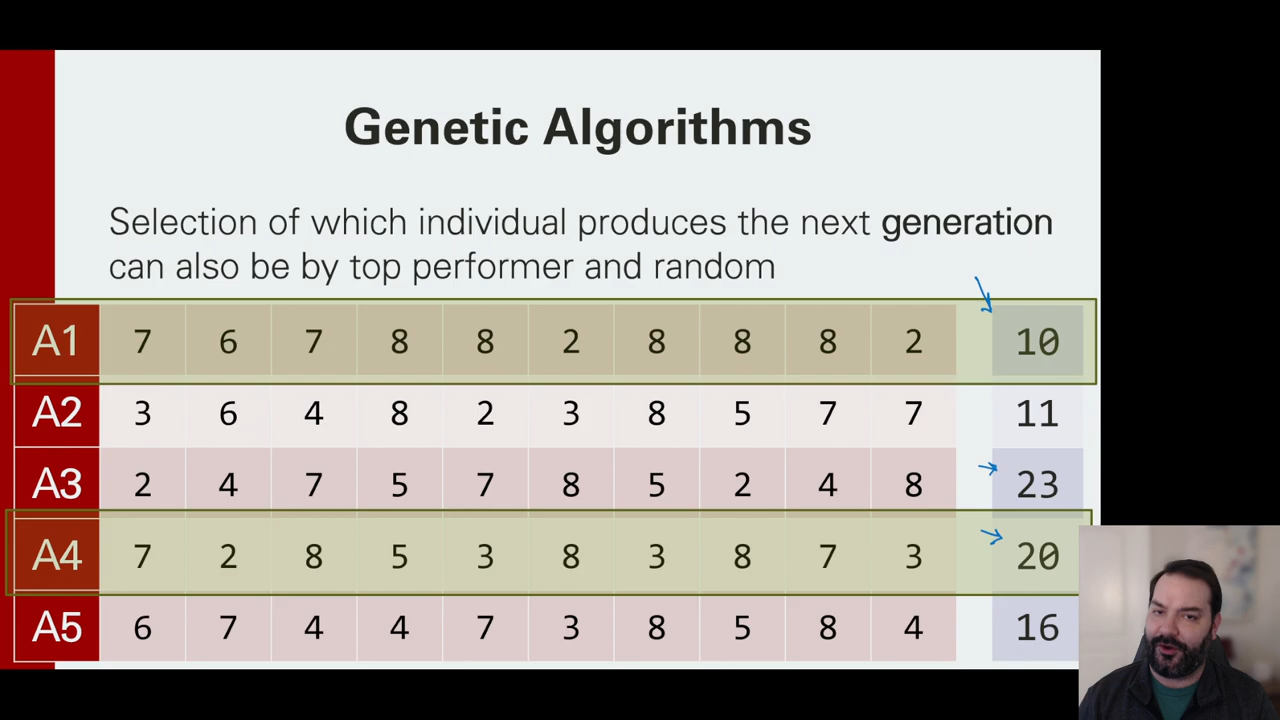 Genetic Algorithms
Selection of which individual produces the next generation
can also be by top performer and random
A1 7 6 7 8 8 2 8 8 8 2 10
A2 3 6 4 8 2 3 8 5 7 7 11
A3 2 4 7 5 7 8 5 2 4 8 23
A4 7 2 8 5 3 8 3 8 7 3 20
A5 6 7 4 4 7 3 8 5 8 4 16